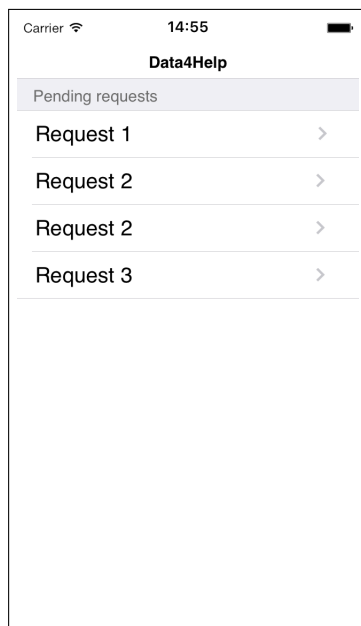 Carrier 14:55
Data4Help
Pending requests
Request 1
Request 2
Request 2
Request 3